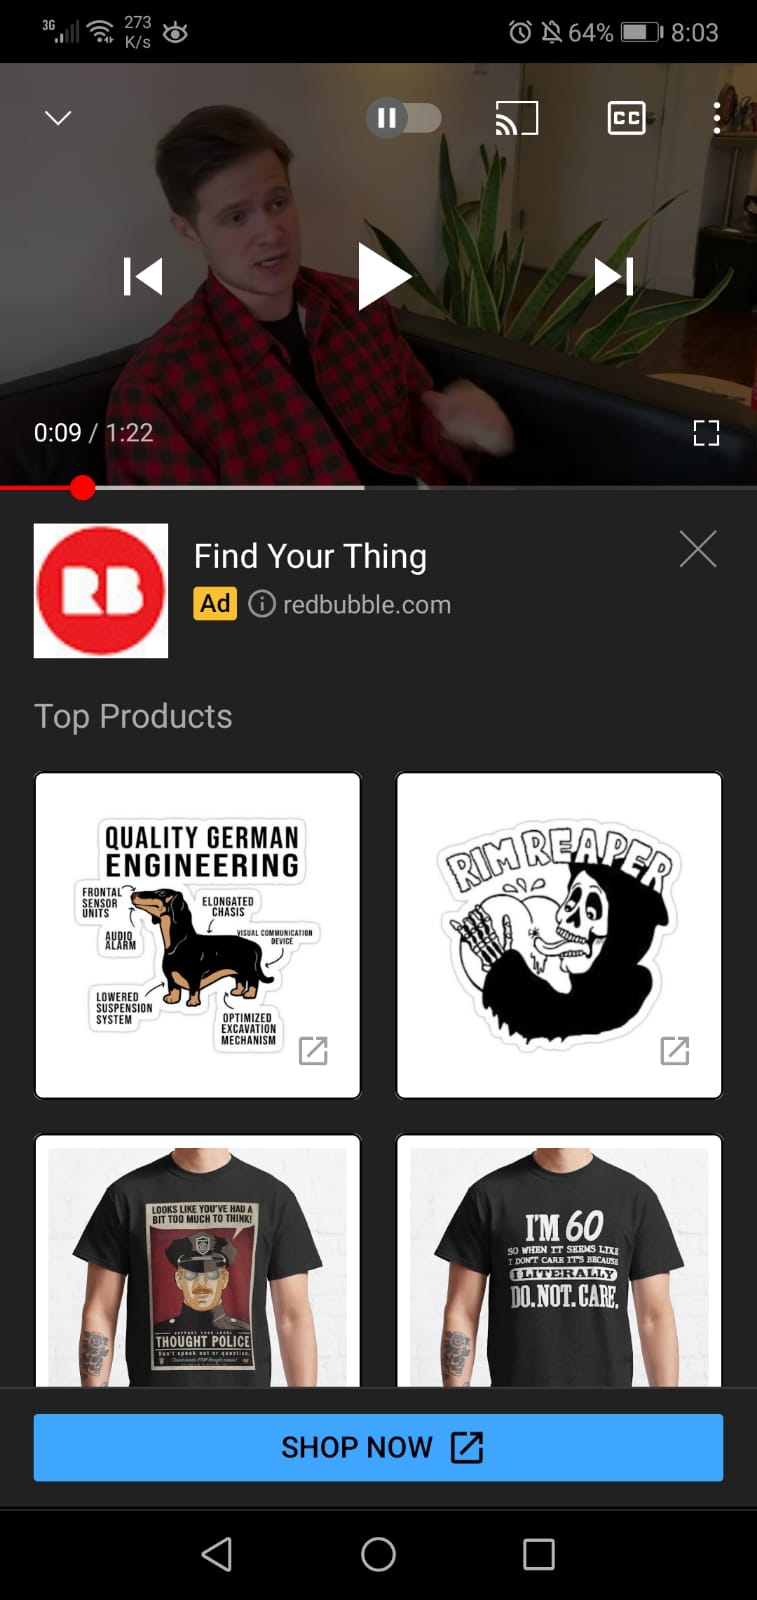 3G
273
K/s
64%
8:03
CC
0:09 / 1:22
RB
Find Your Thing
Ad redbubble.com
Top Products
QUALITY GERMAN
ENGINEERING
FRONTAL
SENSOR
UNITS
ELONGATED
CHASIS
AUDIO
ALARM
VISUAL COMMUNICATION
DEVICE
LOWERED
SUSPENSION
SYSTEM
OPTIMIZED
EXCAVATION
MECHANISM
RIM REAPER
LOOKS LIKE YOU'VE HAD A
BIT TOO MUCH TO THINK!
SUPPORT YOUR LOCAL
THOUGHT POLICE
Don't speak out or question.
I'M 60
SO WHEN IT SEEMS LIKE
I DON'T CARE IT'S BECAUSE
I LITERALLY
DO. NOT. CARE.
SHOP NOW